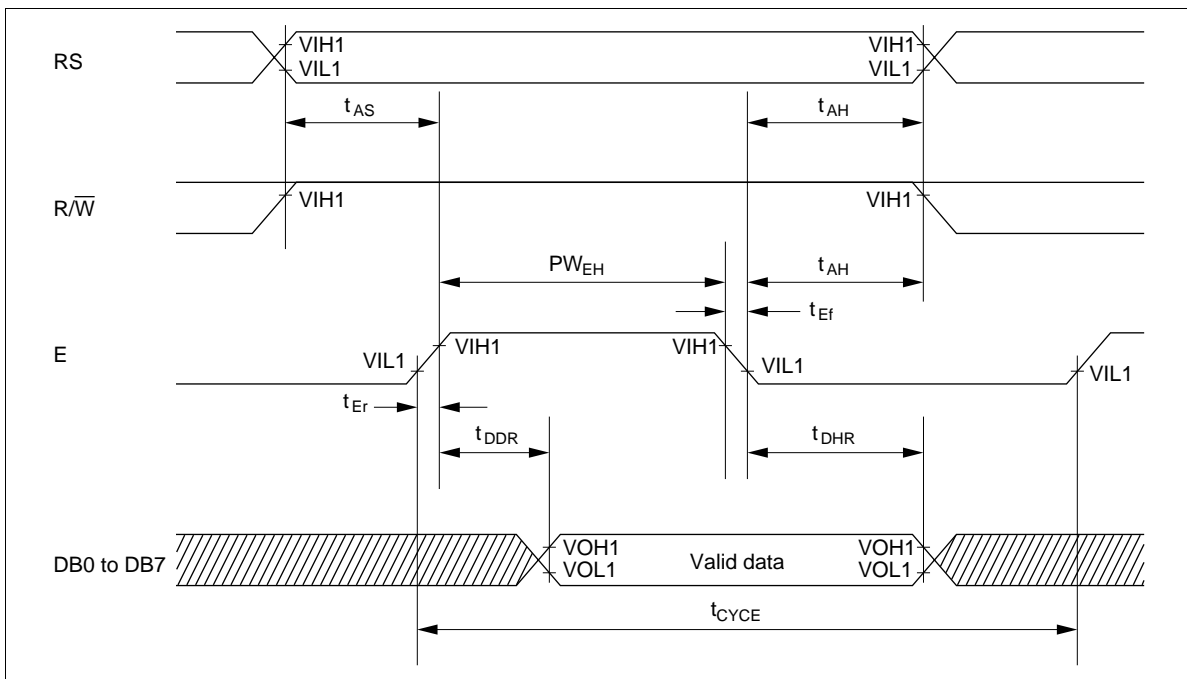 RS
VIH1
VIL1
VIH1
VIL1
tAS
tAH
R/W̅
VIH1
VIH1
PWEH
tAH
tEf
E
VIL1
VIH1
VIH1
VIL1
VIL1
tEr
tDDR
tDHR
DB0 to DB7
VOH1
VOL1
Valid data
VOH1
VOL1
tCYCE